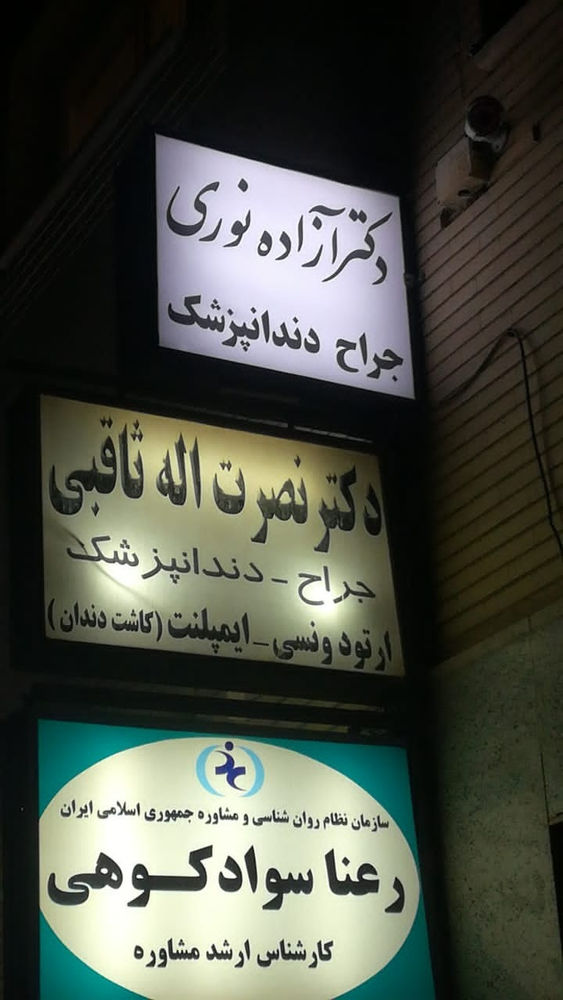 دکتر آزاده نوری
جراح دندانپزشک
دکتر نصرت اله ثاقبی
جراح - دندانپزشک
ارتودونسی - ایمپلنت (کاشت دندان)
سازمان نظام روان شناسی و مشاوره جمهوری اسلامی ایران
رعنا سوادکوهی
کارشناس ارشد مشاوره